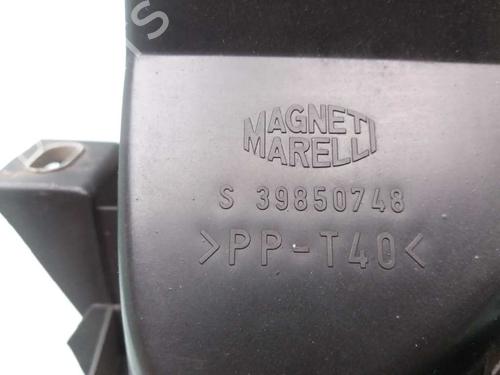 MAGNETI
MARELLI
S 39850748
>PP-T40<